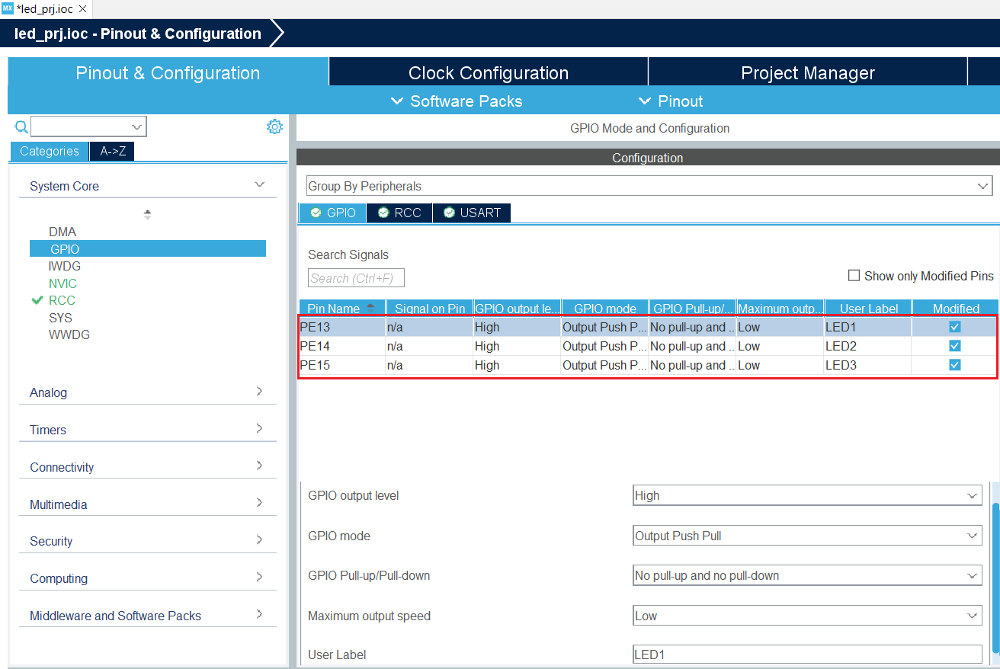 MX *led_prj.ioc
led_prj.ioc - Pinout & Configuration
Pinout & Configuration Clock Configuration Project Manager
Software Packs Pinout
Categories A->Z
System Core
DMA
GPIO
IWDG
NVIC
RCC
SYS
WWDG
Analog
Timers
Connectivity
Multimedia
Security
Computing
Middleware and Software Packs
GPIO Mode and Configuration
Configuration
Group By Peripherals
GPIO RCC USART
Search Signals
Search (Ctrl+F)
Show only Modified Pins
Pin Name Signal on Pin GPIO output le... GPIO mode GPIO Pull-up/... Maximum outp... User Label Modified
PE13 n/a High Output Push P... No pull-up and .. Low LED1
PE14 n/a High Output Push P... No pull-up and .. Low LED2
PE15 n/a High Output Push P... No pull-up and .. Low LED3
GPIO output level High
GPIO mode Output Push Pull
GPIO Pull-up/Pull-down No pull-up and no pull-down
Maximum output speed Low
User Label LED1